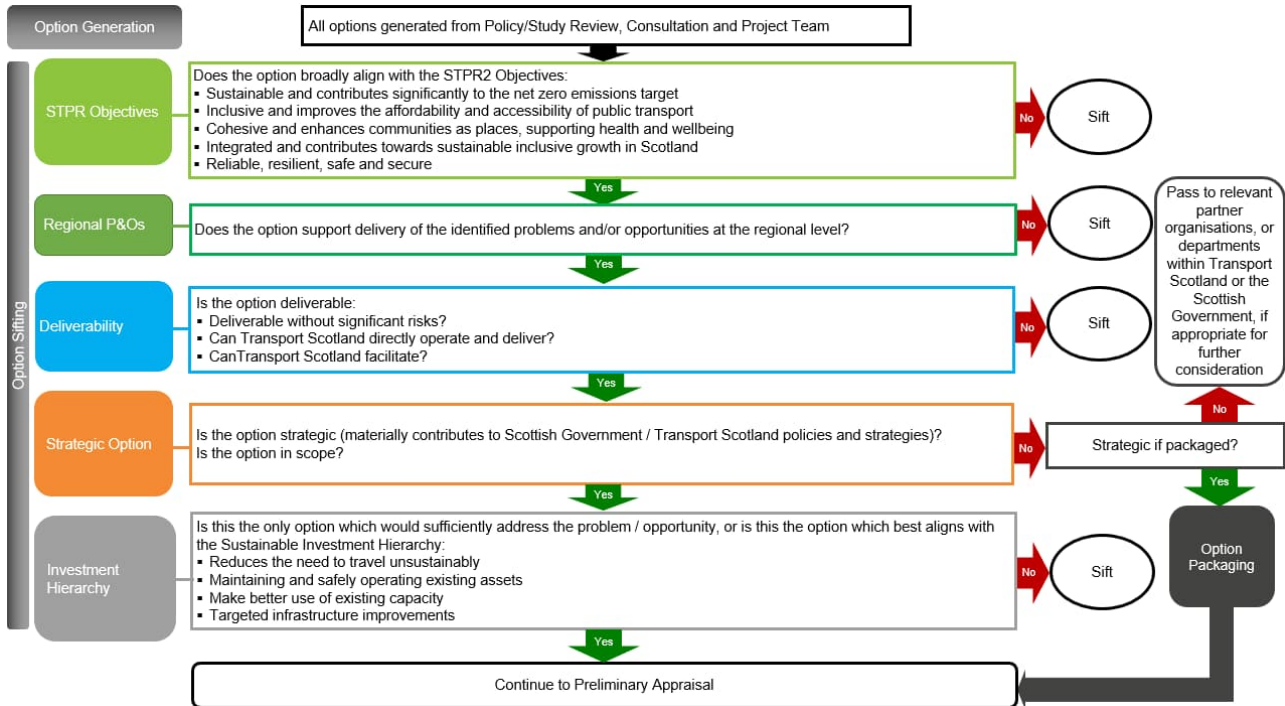 Option Generation
All options generated from Policy/Study Review, Consultation and Project Team
Option Sifting
STPR Objectives
Does the option broadly align with the STPR2 Objectives:
▪ Sustainable and contributes significantly to the net zero emissions target
▪ Inclusive and improves the affordability and accessibility of public transport
▪ Cohesive and enhances communities as places, supporting health and wellbeing
▪ Integrated and contributes towards sustainable inclusive growth in Scotland
▪ Reliable, resilient, safe and secure
No
Sift
Yes
Regional P&Os
Does the option support delivery of the identified problems and/or opportunities at the regional level?
No
Sift
Yes
Deliverability
Is the option deliverable:
▪ Deliverable without significant risks?
▪ Can Transport Scotland directly operate and deliver?
▪ CanTransport Scotland facilitate?
No
Sift
Yes
Pass to relevant
partner
organisations, or
departments
within Transport
Scotland or the
Scottish
Government, if
appropriate for
further
consideration
No
Strategic Option
Is the option strategic (materially contributes to Scottish Government / Transport Scotland policies and strategies)?
Is the option in scope?
No
Strategic if packaged?
Yes
Yes
Investment
Hierarchy
Is this the only option which would sufficiently address the problem / opportunity, or is this the option which best aligns with
the Sustainable Investment Hierarchy:
▪ Reduces the need to travel unsustainably
▪ Maintaining and safely operating existing assets
▪ Make better use of existing capacity
▪ Targeted infrastructure improvements
No
Sift
Option
Packaging
Yes
Continue to Preliminary Appraisal